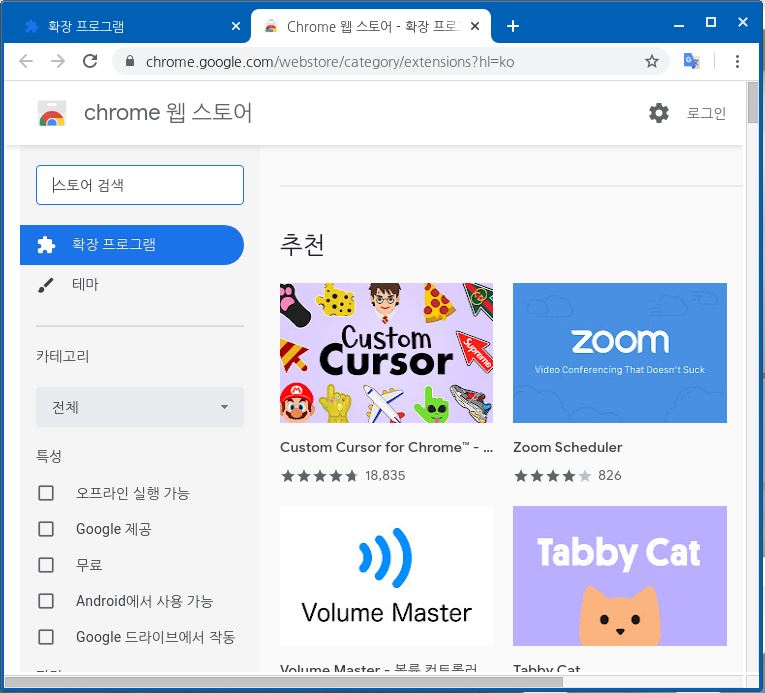 확장 프로그램
Chrome 웹 스토어 - 확장 프로
chrome.google.com/webstore/category/extensions?hl=ko
chrome 웹 스토어
로그인
스토어 검색
확장 프로그램
테마
카테고리
전체
특성
오프라인 실행 가능
Google 제공
무료
Android에서 사용 가능
Google 드라이브에서 작동
추천
Custom
Cursor
Supreme
Custom Cursor for Chrome™ - ...
18,835
zoom
Video Conferencing That Doesn't Suck
Zoom Scheduler
826
Volume Master
Volume Master - 볼륨 컨트롤러
Tabby Cat
Tabby Cat